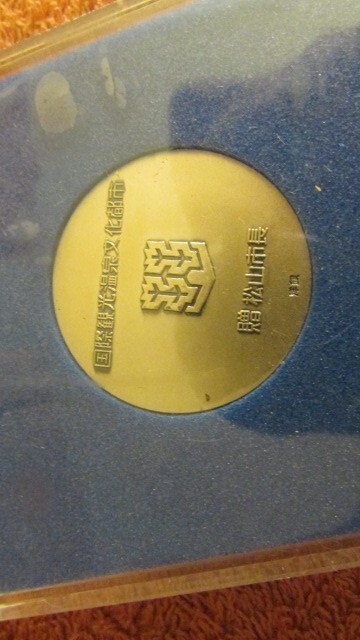 国際観光温泉文化都市
贈 松山市長